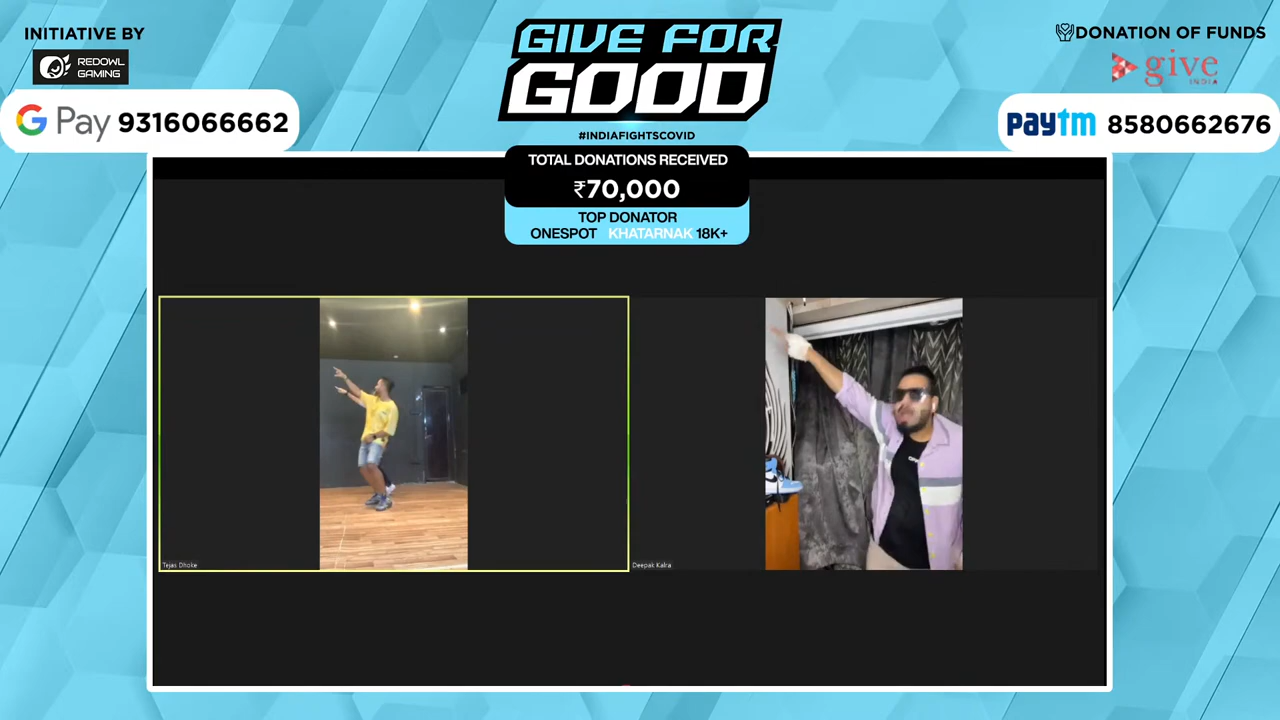 INITIATIVE BY
REDOWL
GAMING
G Pay 9316066662
GIVE FOR
GOOD
#INDIAFIGHTSCOVID
DONATION OF FUNDS
give
INDIA
paytm 8580662676
TOTAL DONATIONS RECEIVED
₹70,000
TOP DONATOR
ONESPOT KHATARNAK 18K+
Tejas Dhoke
Deepak Kalra